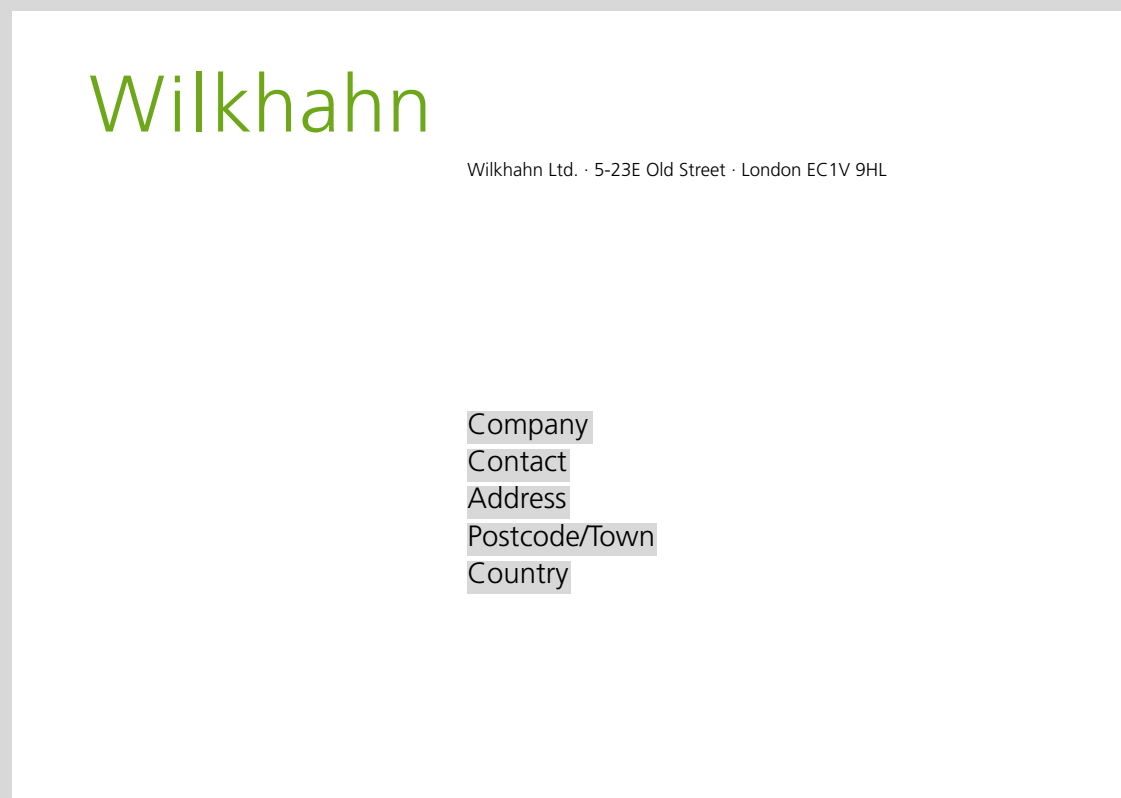 Wilkhahn
Wilkhahn Ltd. · 5-23E Old Street · London EC1V 9HL
Company
Contact
Address
Postcode/Town
Country